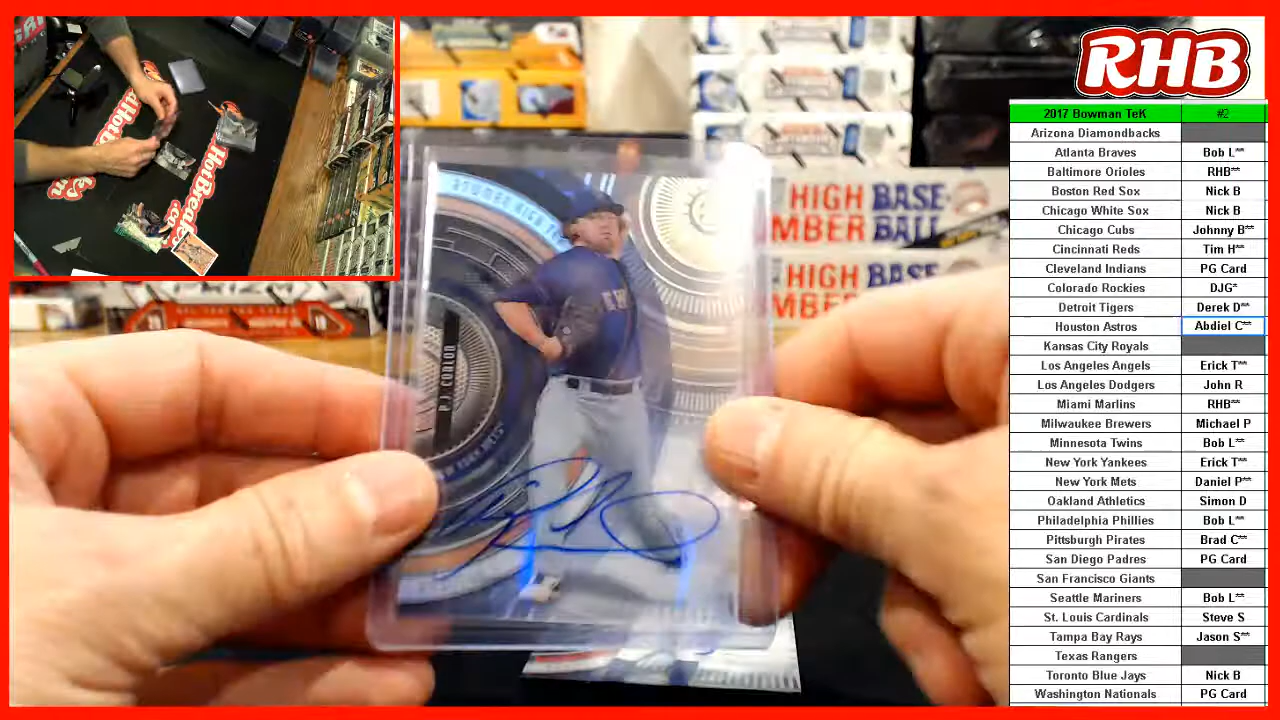 RHB
2017 Bowman TeK #2
Arizona Diamondbacks
Atlanta Braves Bob L**
Baltimore Orioles RHB**
Boston Red Sox Nick B
Chicago White Sox Nick B
Chicago Cubs Johnny B**
Cincinnati Reds Tim H**
Cleveland Indians PG Card
Colorado Rockies DJG*
Detroit Tigers Derek D**
Houston Astros Abdiel C**
Kansas City Royals
Los Angeles Angels Erick T**
Los Angeles Dodgers John R
Miami Marlins RHB**
Milwaukee Brewers Michael P
Minnesota Twins Bob L**
New York Yankees Erick T**
New York Mets Daniel P**
Oakland Athletics Simon D
Philadelphia Phillies Bob L**
Pittsburgh Pirates Brad C**
San Diego Padres PG Card
San Francisco Giants
Seattle Mariners Bob L**
St. Louis Cardinals Steve S
Tampa Bay Rays Jason S**
Texas Rangers
Toronto Blue Jays Nick B
Washington Nationals PG Card
HIGH BASE-
MBER BALL
HIGH BASE
MBER BALL
P.J. CONLON